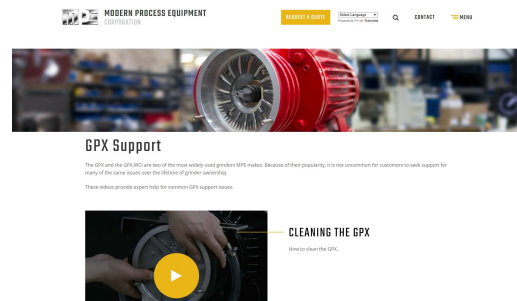 MPE MODERN PROCESS EQUIPMENT
CORPORATION
REQUEST A QUOTE
Select Language
Powered by Google Translate
CONTACT
MENU
GPX Support
The GPX and the GPX.WCI are two of the most widely used grinders MPE makes. Because of their popularity, it is not uncommon for customers to seek support for
many of the same issues over the lifetime of grinder ownership.
These videos provide expert help for common GPX support issues.
CLEANING THE GPX
How to clean the GPX.